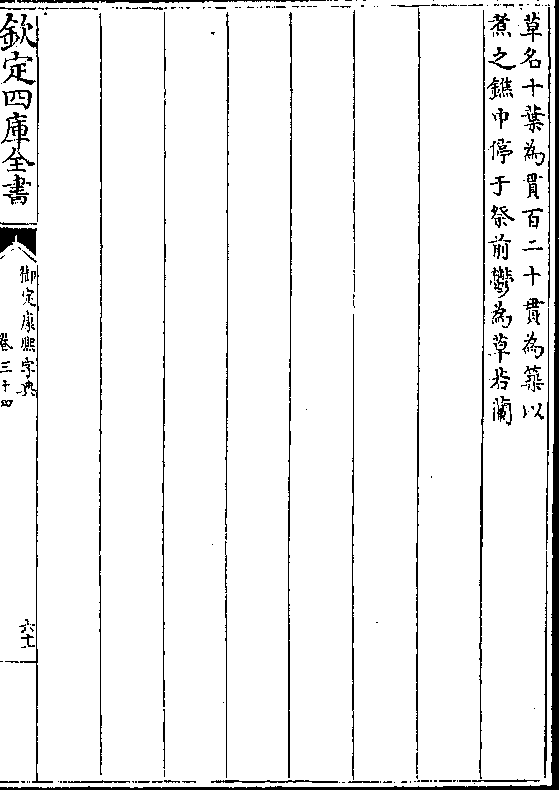 草名十葉為貫百二十貫為築以
煮之鐎中停于祭前鬱為草若蘭
欽定四庫全書
御定康熙字典
卷三十四
六十